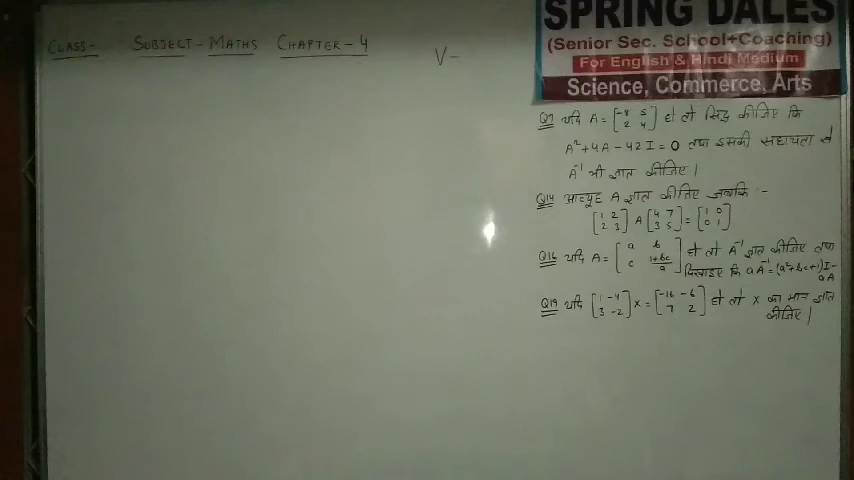 CLASS- SUBJECT-MATHS CHAPTER-4
V-
SPRING DALES
(Senior Sec. School+Coaching)
For English & Hindi Medium
Science, Commerce, Arts
Q7 यदि A = [-8 5
2 4] हो तो सिद्ध कीजिए कि
A²+4A-42I=0 तथा इसकी सहायता से
A⁻¹ भी ज्ञात कीजिए।
Q14 आव्यूह A ज्ञात कीजिए जबकि :-
[1 2
2 3] A [4 7
3 5] = [1 0
0 1]
Q16 यदि A = [a b
c 1+bc/a] हो तो A⁻¹ ज्ञात कीजिए तथा
दिखाइए कि aA⁻¹=(a²+bc+1)I-
aA
Q19 यदि [1 -4
3 -2] X = [-16 -6
7 2] हो तो X का मान ज्ञात
कीजिए।